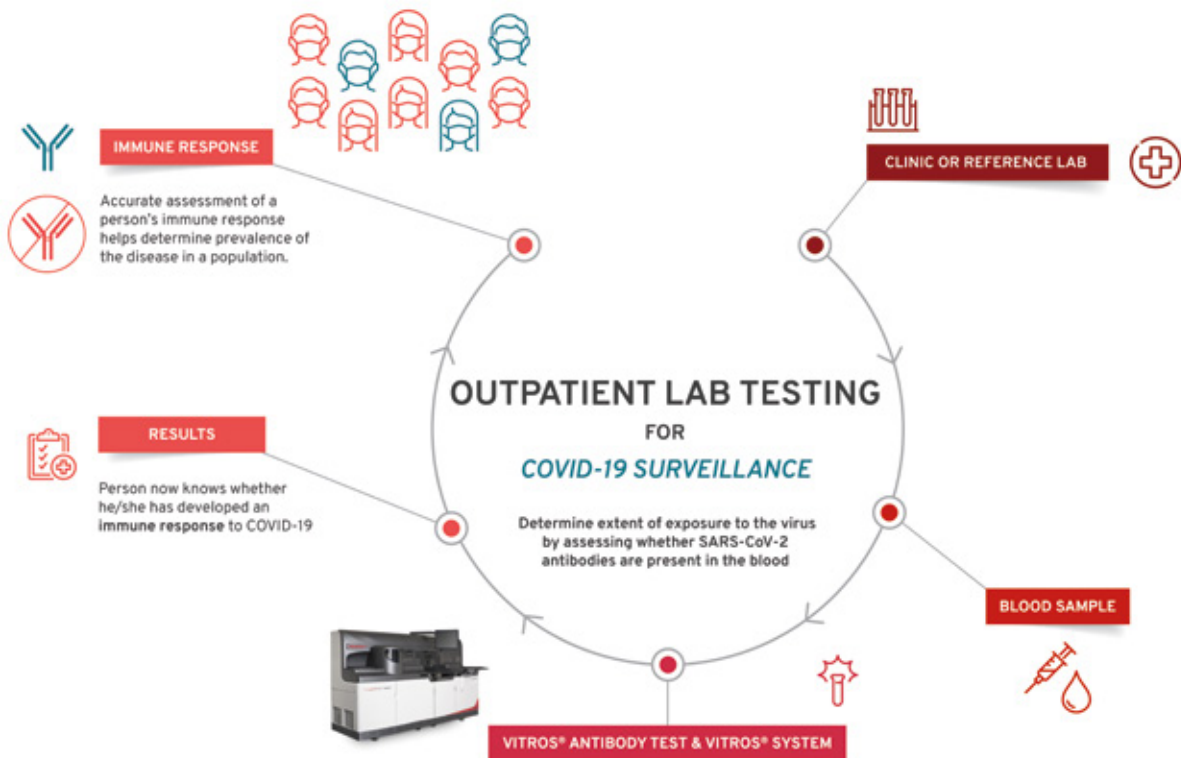 IMMUNE RESPONSE
Accurate assessment of a
person's immune response
helps determine prevalence of
the disease in a population.
CLINIC OR REFERENCE LAB
OUTPATIENT LAB TESTING
FOR
COVID-19 SURVEILLANCE
Determine extent of exposure to the virus
by assessing whether SARS-CoV-2
antibodies are present in the blood
RESULTS
Person now knows whether
he/she has developed an
immune response to COVID-19
BLOOD SAMPLE
VITROS® ANTIBODY TEST & VITROS® SYSTEM